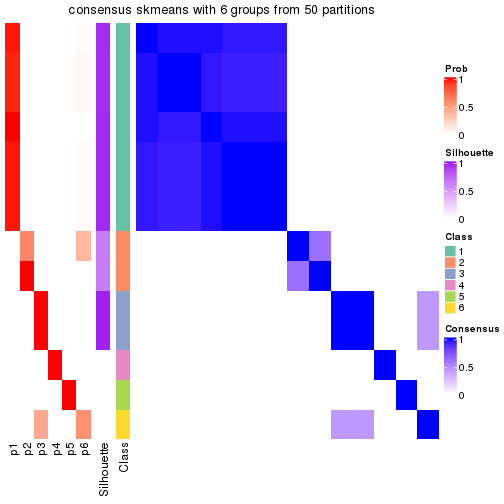 consensus skmeans with 6 groups from 50 partitions
Prob
1
0.5
0
Silhouette
1
0.5
0
Class
1
2
3
4
5
6
Consensus
1
0.5
0
p1
p2
p3
p4
p5
p6
Silhouette
Class